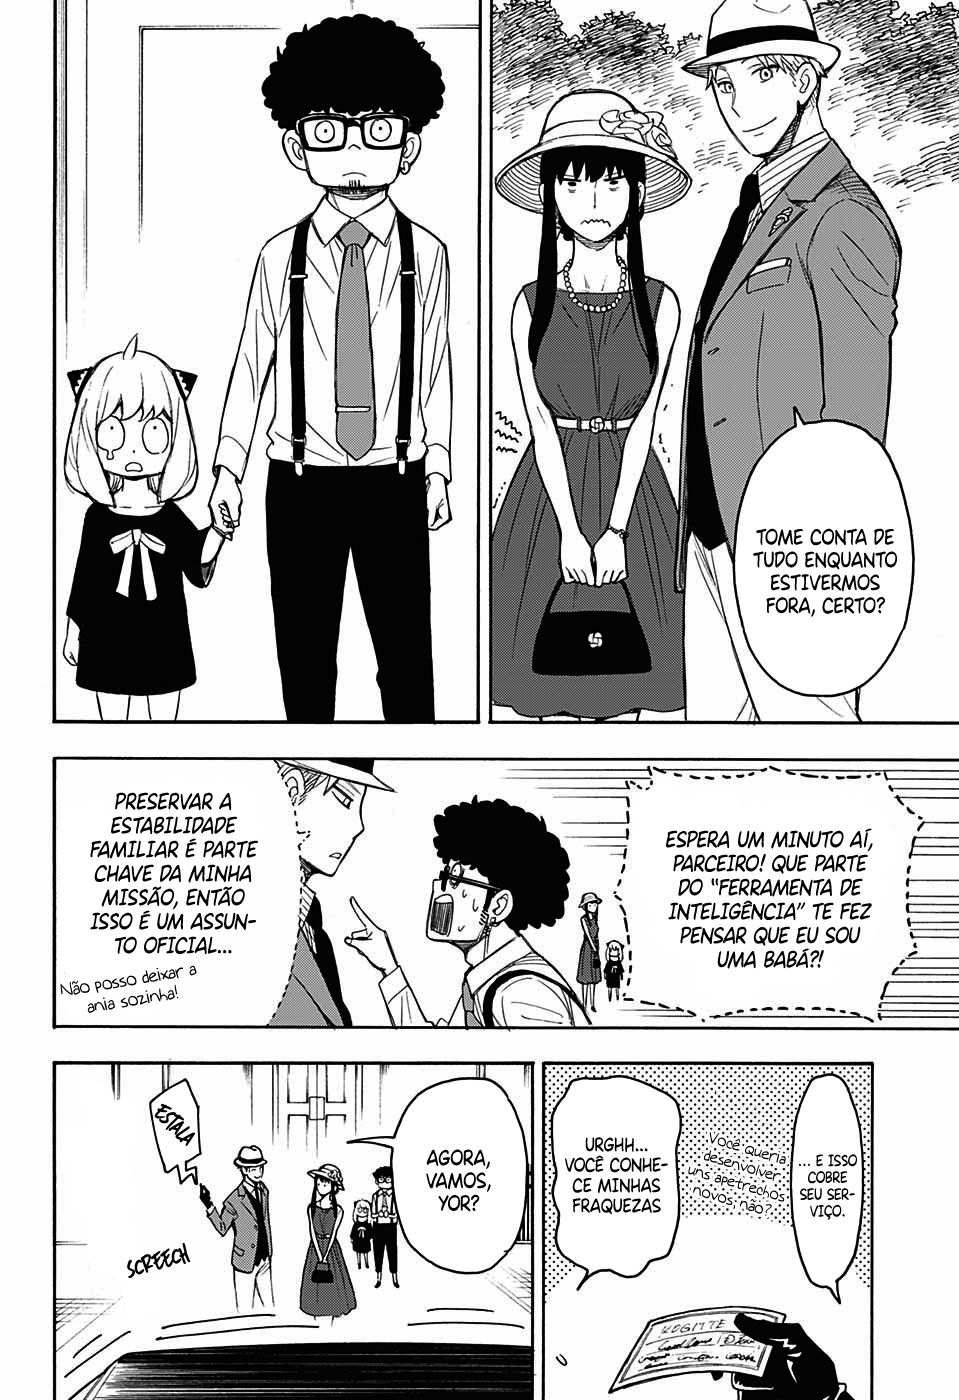 TOME CONTA DE
TUDO ENQUANTO
ESTIVERMOS
FORA, CERTO?
ESPERA UM MINUTO AÍ,
PARCEIRO! QUE PARTE
DO "FERRAMENTA DE
INTELIGÊNCIA" TE FEZ
PENSAR QUE EU SOU
UMA BABÁ?!
PRESERVAR A
ESTABILIDADE
FAMILIAR É PARTE
CHAVE DA MINHA
MISSÃO, ENTÃO
ISSO É UM ASSUN-
TO OFICIAL...
Não posso deixar a
ania sozinha!
... E ISSO
COBRE
SEU SER-
VIÇO.
Você queria
desenvolver
uns apetrechos
novos, não?
URGHH...
VOCÊ CONHE-
CE MINHAS
FRAQUEZAS
AGORA,
VAMOS,
YOR?
ESTALA
SCREECH